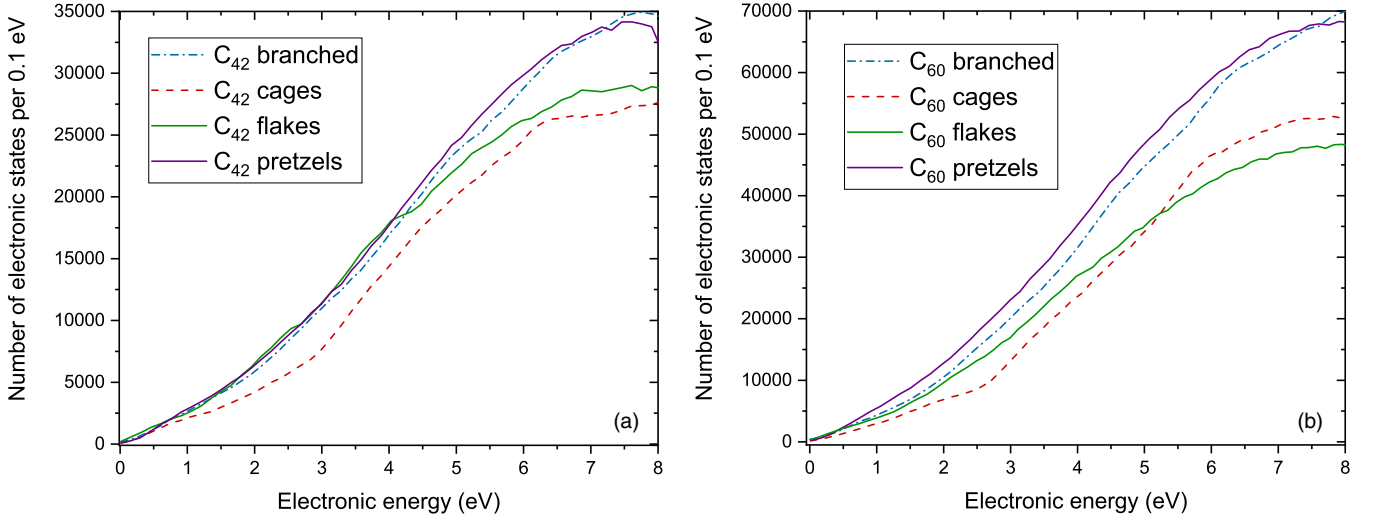 Number of electronic states per 0.1 eV
35000
30000
25000
20000
15000
10000
5000
0
C42 branched
C42 cages
C42 flakes
C42 pretzels
(a)
0 1 2 3 4 5 6 7 8
Electronic energy (eV)
Number of electronic states per 0.1 eV
70000
60000
50000
40000
30000
20000
10000
0
C60 branched
C60 cages
C60 flakes
C60 pretzels
(b)
0 1 2 3 4 5 6 7 8
Electronic energy (eV)